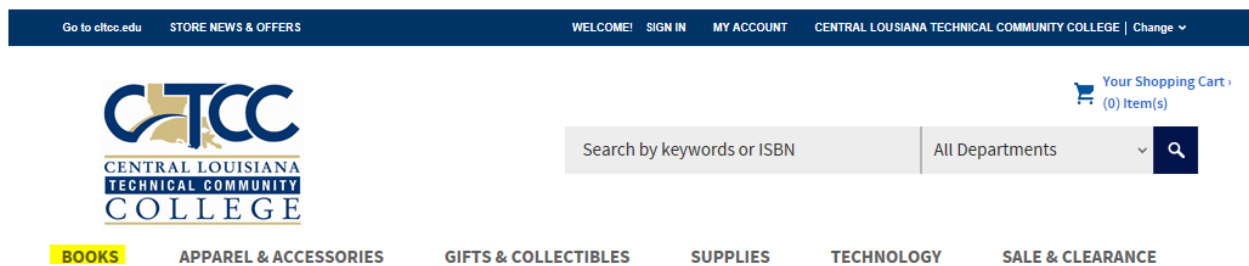 Go to cltcc.edu STORE NEWS & OFFERS WELCOME! SIGN IN MY ACCOUNT CENTRAL LOUISIANA TECHNICAL COMMUNITY COLLEGE | Change
Your Shopping Cart ›
(0) Item(s)
CLTCC
CENTRAL LOUISIANA
TECHNICAL COMMUNITY
COLLEGE
Search by keywords or ISBN All Departments
BOOKS APPAREL & ACCESSORIES GIFTS & COLLECTIBLES SUPPLIES TECHNOLOGY SALE & CLEARANCE